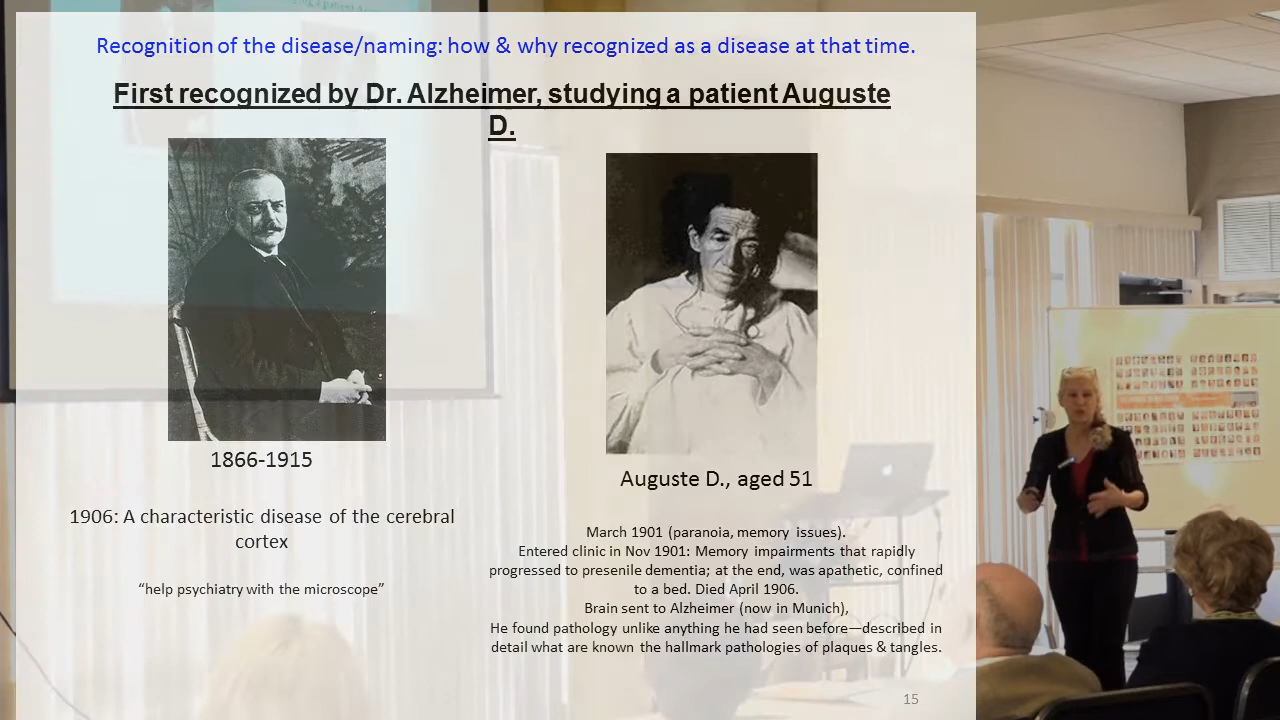 Recognition of the disease/naming: how & why recognized as a disease at that time.
First recognized by Dr. Alzheimer, studying a patient Auguste
D.
1866-1915
1906: A characteristic disease of the cerebral
cortex
“help psychiatry with the microscope”
Auguste D., aged 51
March 1901 (paranoia, memory issues).
Entered clinic in Nov 1901: Memory impairments that rapidly
progressed to presenile dementia; at the end, was apathetic, confined
to a bed. Died April 1906.
Brain sent to Alzheimer (now in Munich),
He found pathology unlike anything he had seen before—described in
detail what are known the hallmark pathologies of plaques & tangles.
15